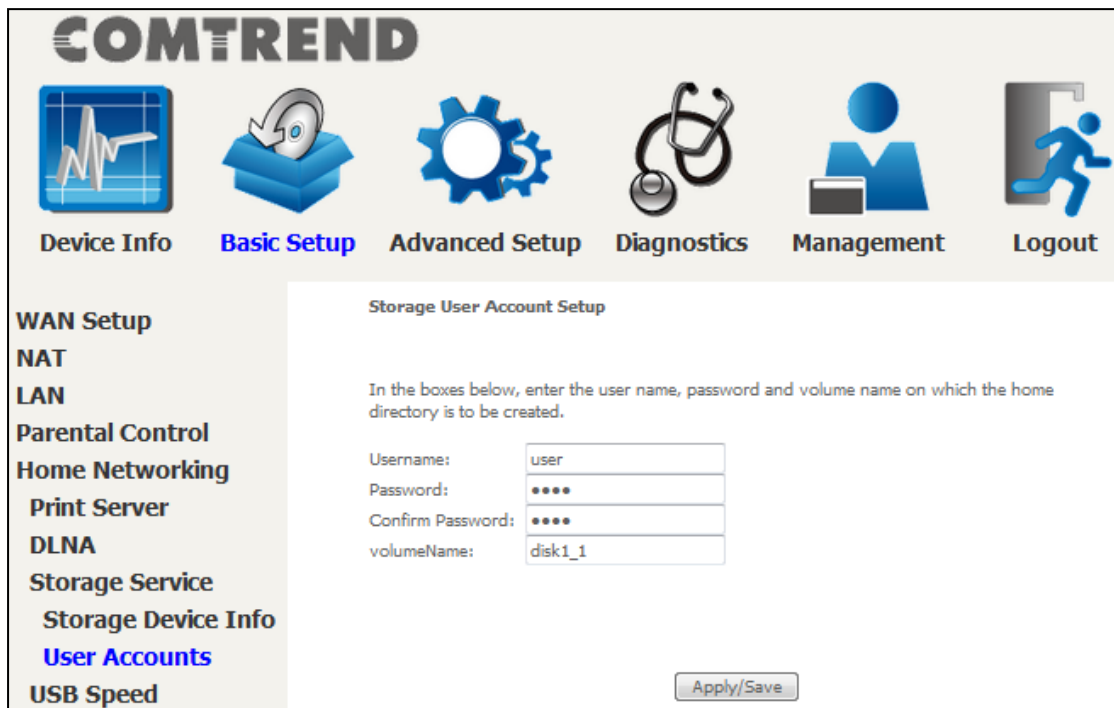 COMTREND
Device Info Basic Setup Advanced Setup Diagnostics Management Logout
WAN Setup
NAT
LAN
Parental Control
Home Networking
Print Server
DLNA
Storage Service
Storage Device Info
User Accounts
USB Speed
Storage User Account Setup
In the boxes below, enter the user name, password and volume name on which the home
directory is to be created.
Username: user
Password: ●●●●
Confirm Password: ●●●●
volumeName: disk1_1
Apply/Save